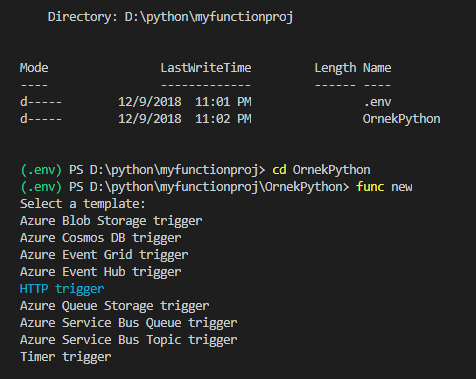 Directory: D:\python\myfunctionproj
Mode LastWriteTime Length Name
---- ------------- ------ ----
d----- 12/9/2018 11:01 PM .env
d----- 12/9/2018 11:02 PM OrnekPython
(.env) PS D:\python\myfunctionproj> cd OrnekPython
(.env) PS D:\python\myfunctionproj\OrnekPython> func new
Select a template:
Azure Blob Storage trigger
Azure Cosmos DB trigger
Azure Event Grid trigger
Azure Event Hub trigger
HTTP trigger
Azure Queue Storage trigger
Azure Service Bus Queue trigger
Azure Service Bus Topic trigger
Timer trigger